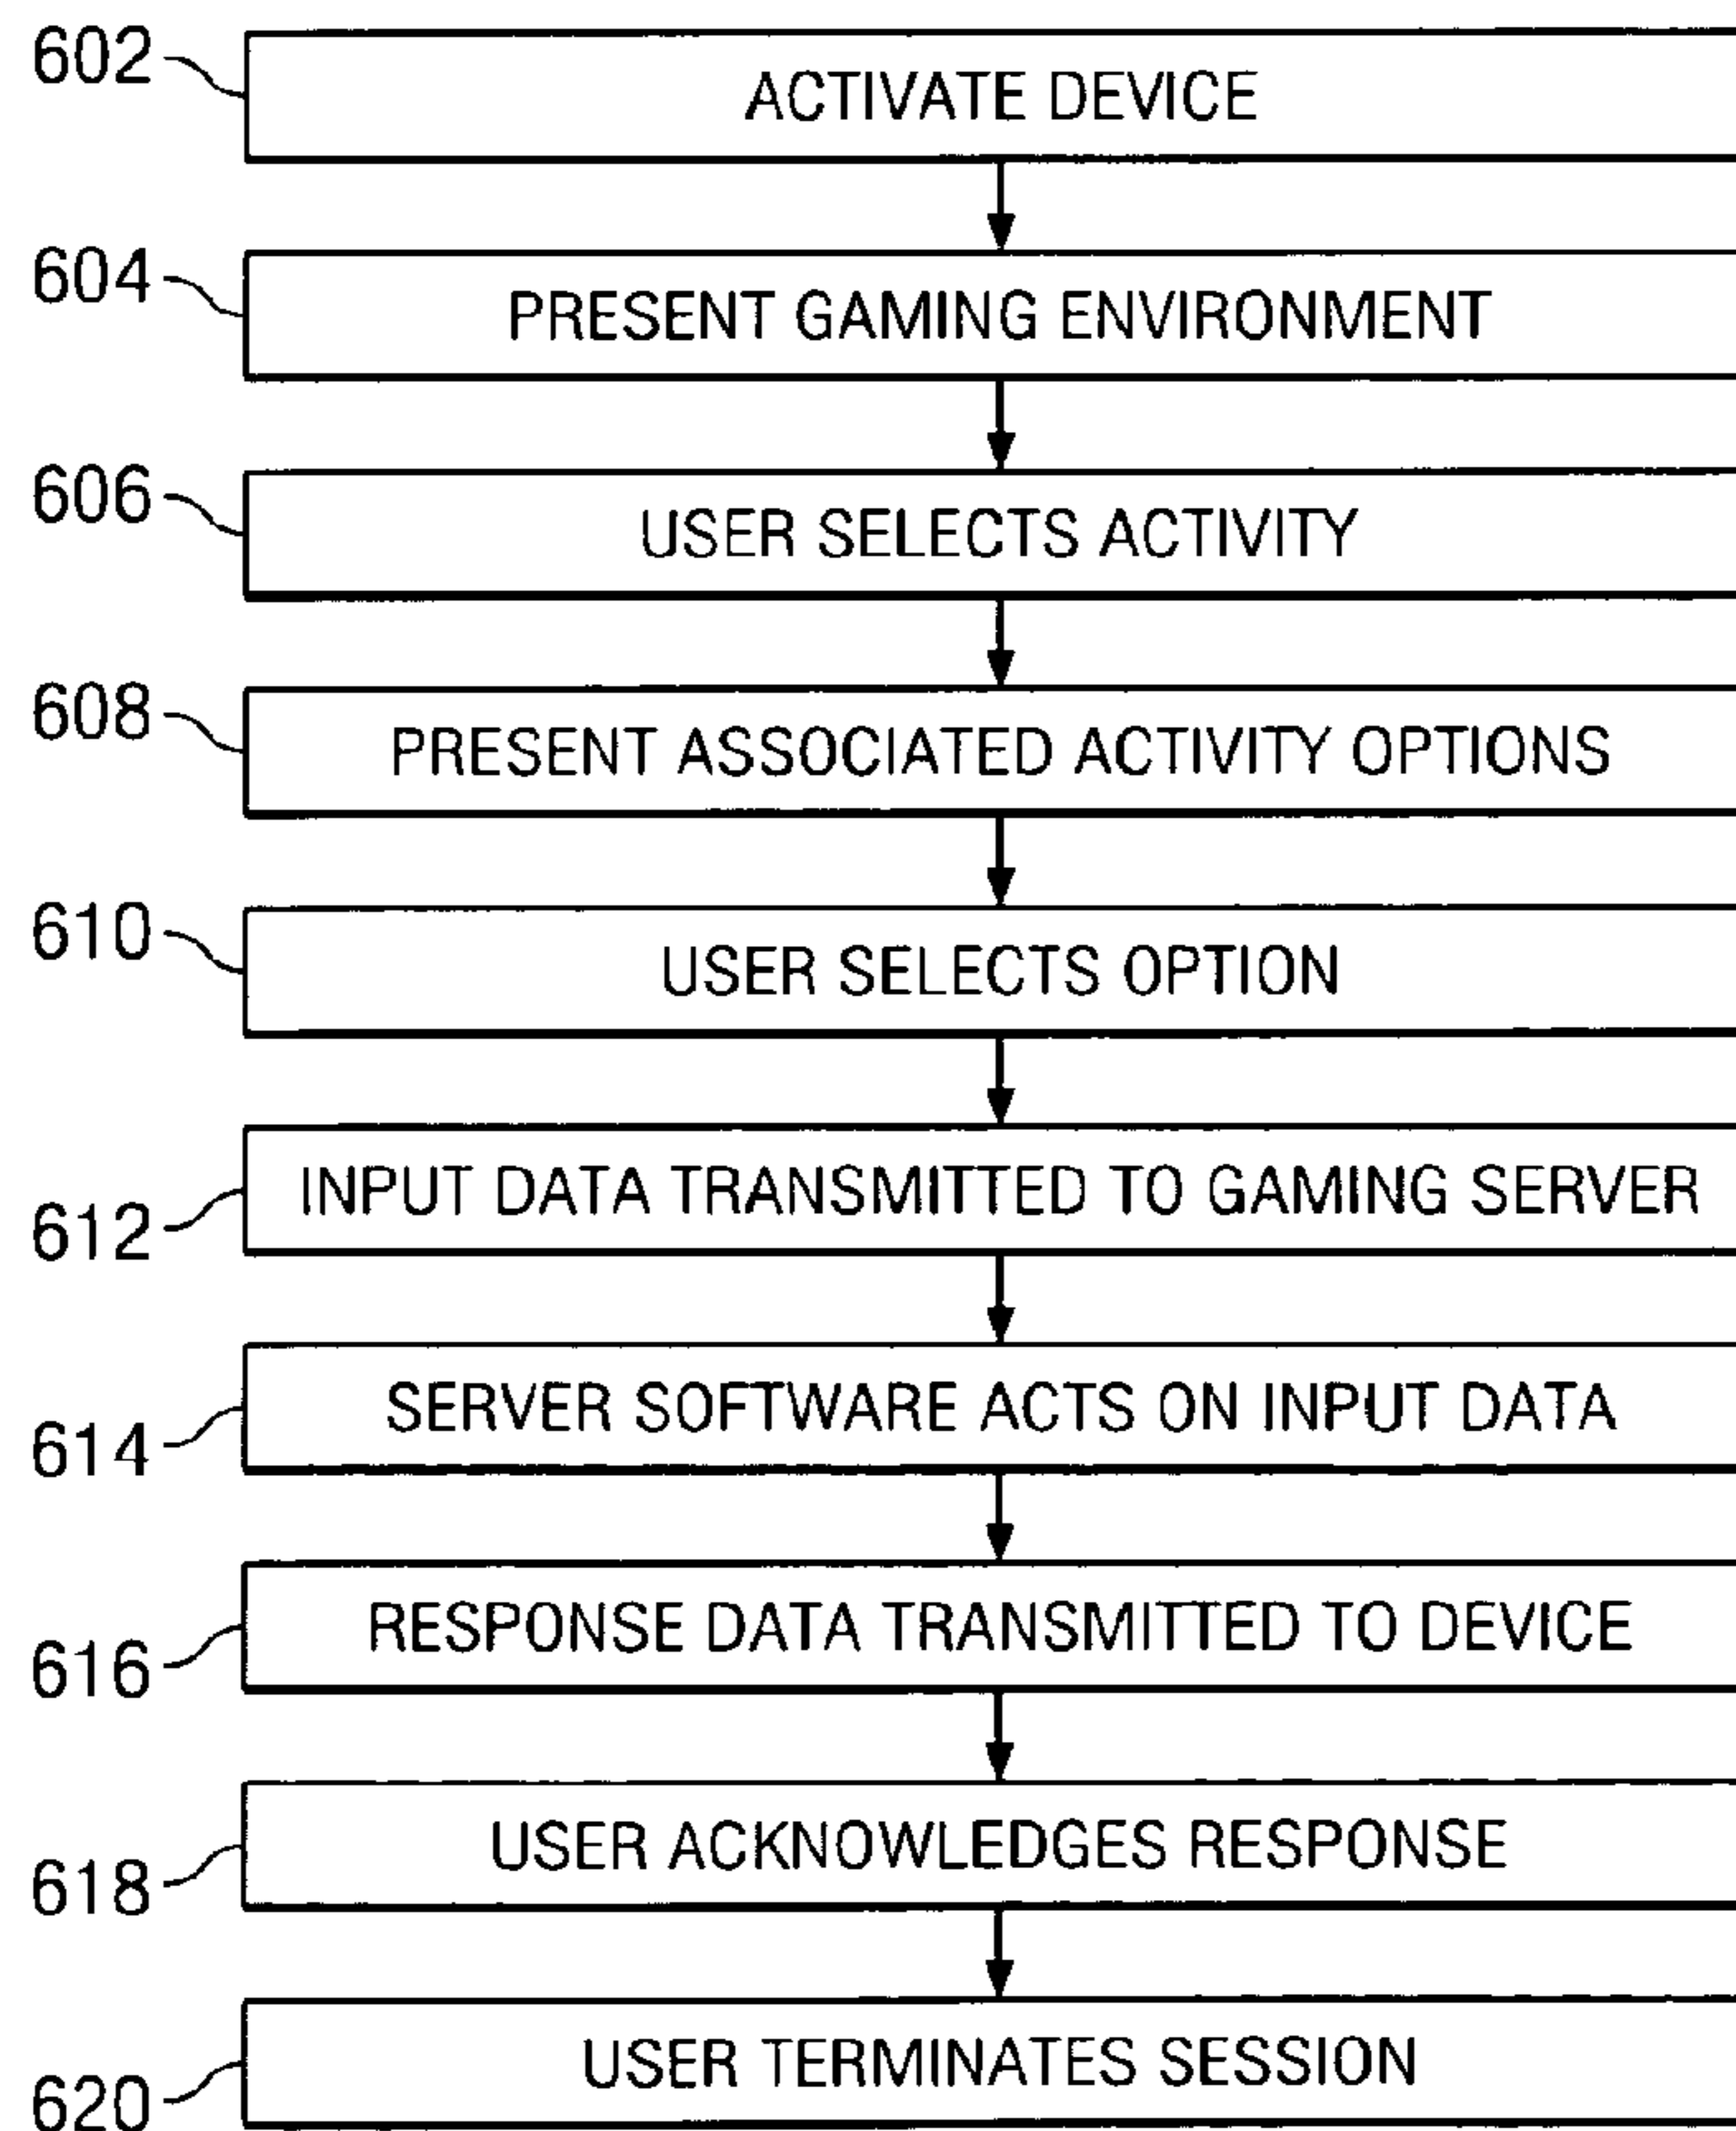 602
ACTIVATE DEVICE
604
PRESENT GAMING ENVIRONMENT
606
USER SELECTS ACTIVITY
608
PRESENT ASSOCIATED ACTIVITY OPTIONS
610
USER SELECTS OPTION
612
INPUT DATA TRANSMITTED TO GAMING SERVER
614
SERVER SOFTWARE ACTS ON INPUT DATA
616
RESPONSE DATA TRANSMITTED TO DEVICE
618
USER ACKNOWLEDGES RESPONSE
620
USER TERMINATES SESSION